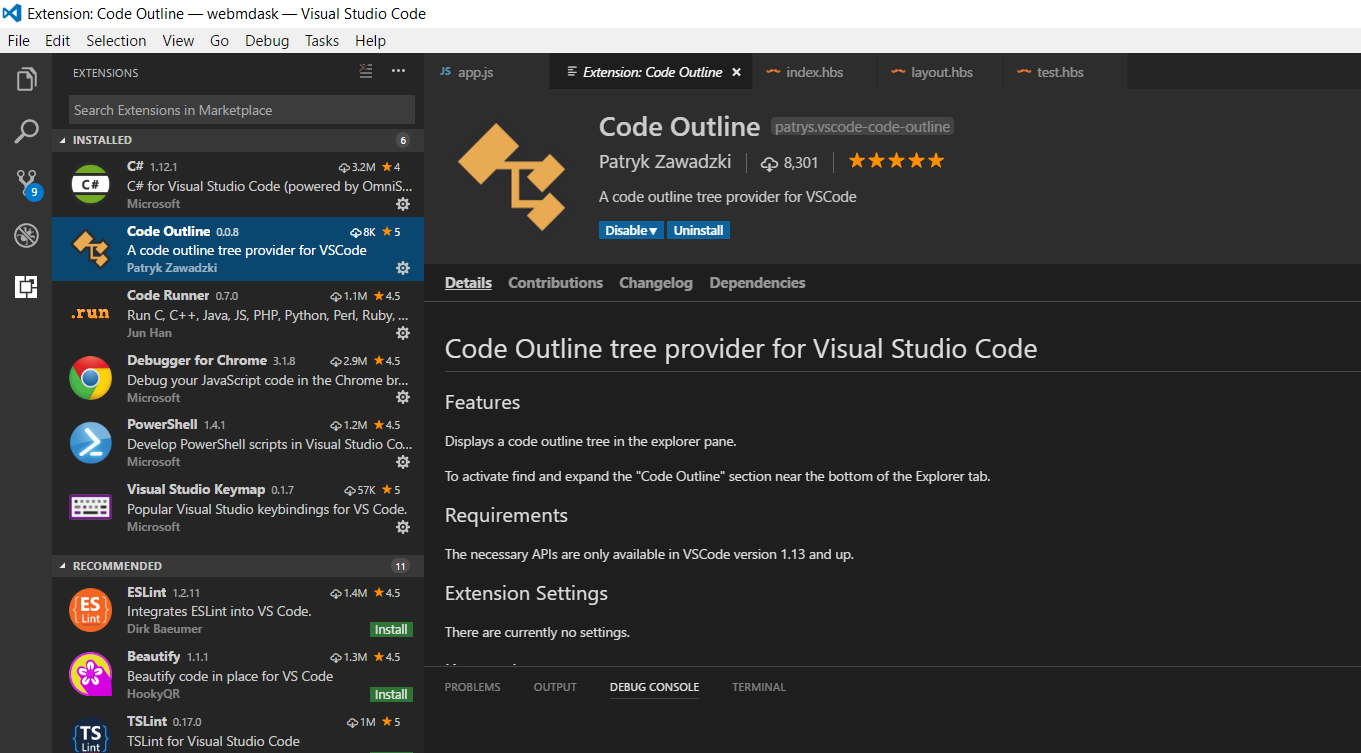 Extension: Code Outline — webmdask — Visual Studio Code
File Edit Selection View Go Debug Tasks Help
EXTENSIONS
Search Extensions in Marketplace
INSTALLED 6
C# 1.12.1 3.2M 4
C# for Visual Studio Code (powered by OmniS...
Microsoft
Code Outline 0.0.8 8K 5
A code outline tree provider for VSCode
Patryk Zawadzki
Code Runner 0.7.0 1.1M 4.5
Run C, C++, Java, JS, PHP, Python, Perl, Ruby, ...
Jun Han
Debugger for Chrome 3.1.8 2.9M 4.5
Debug your JavaScript code in the Chrome br...
Microsoft
PowerShell 1.4.1 1.2M 4.5
Develop PowerShell scripts in Visual Studio Co...
Microsoft
Visual Studio Keymap 0.1.7 57K 5
Popular Visual Studio keybindings for VS Code.
Microsoft
RECOMMENDED 11
ESLint 1.2.11 1.4M 4.5
Integrates ESLint into VS Code.
Dirk Baeumer Install
Beautify 1.1.1 1.3M 4.5
Beautify code in place for VS Code
HookyQR Install
TSLint 0.17.0 1M 5
TSLint for Visual Studio Code
9
C#
.run
{ES}
Lint
TS
Lint
JS app.js Extension: Code Outline × index.hbs layout.hbs test.hbs
Code Outline patrys.vscode-code-outline
Patryk Zawadzki 8,301
A code outline tree provider for VSCode
Disable▾ Uninstall
Details Contributions Changelog Dependencies
Code Outline tree provider for Visual Studio Code
Features
Displays a code outline tree in the explorer pane.
To activate find and expand the "Code Outline" section near the bottom of the Explorer tab.
Requirements
The necessary APIs are only available in VSCode version 1.13 and up.
Extension Settings
There are currently no settings.
PROBLEMS OUTPUT DEBUG CONSOLE TERMINAL